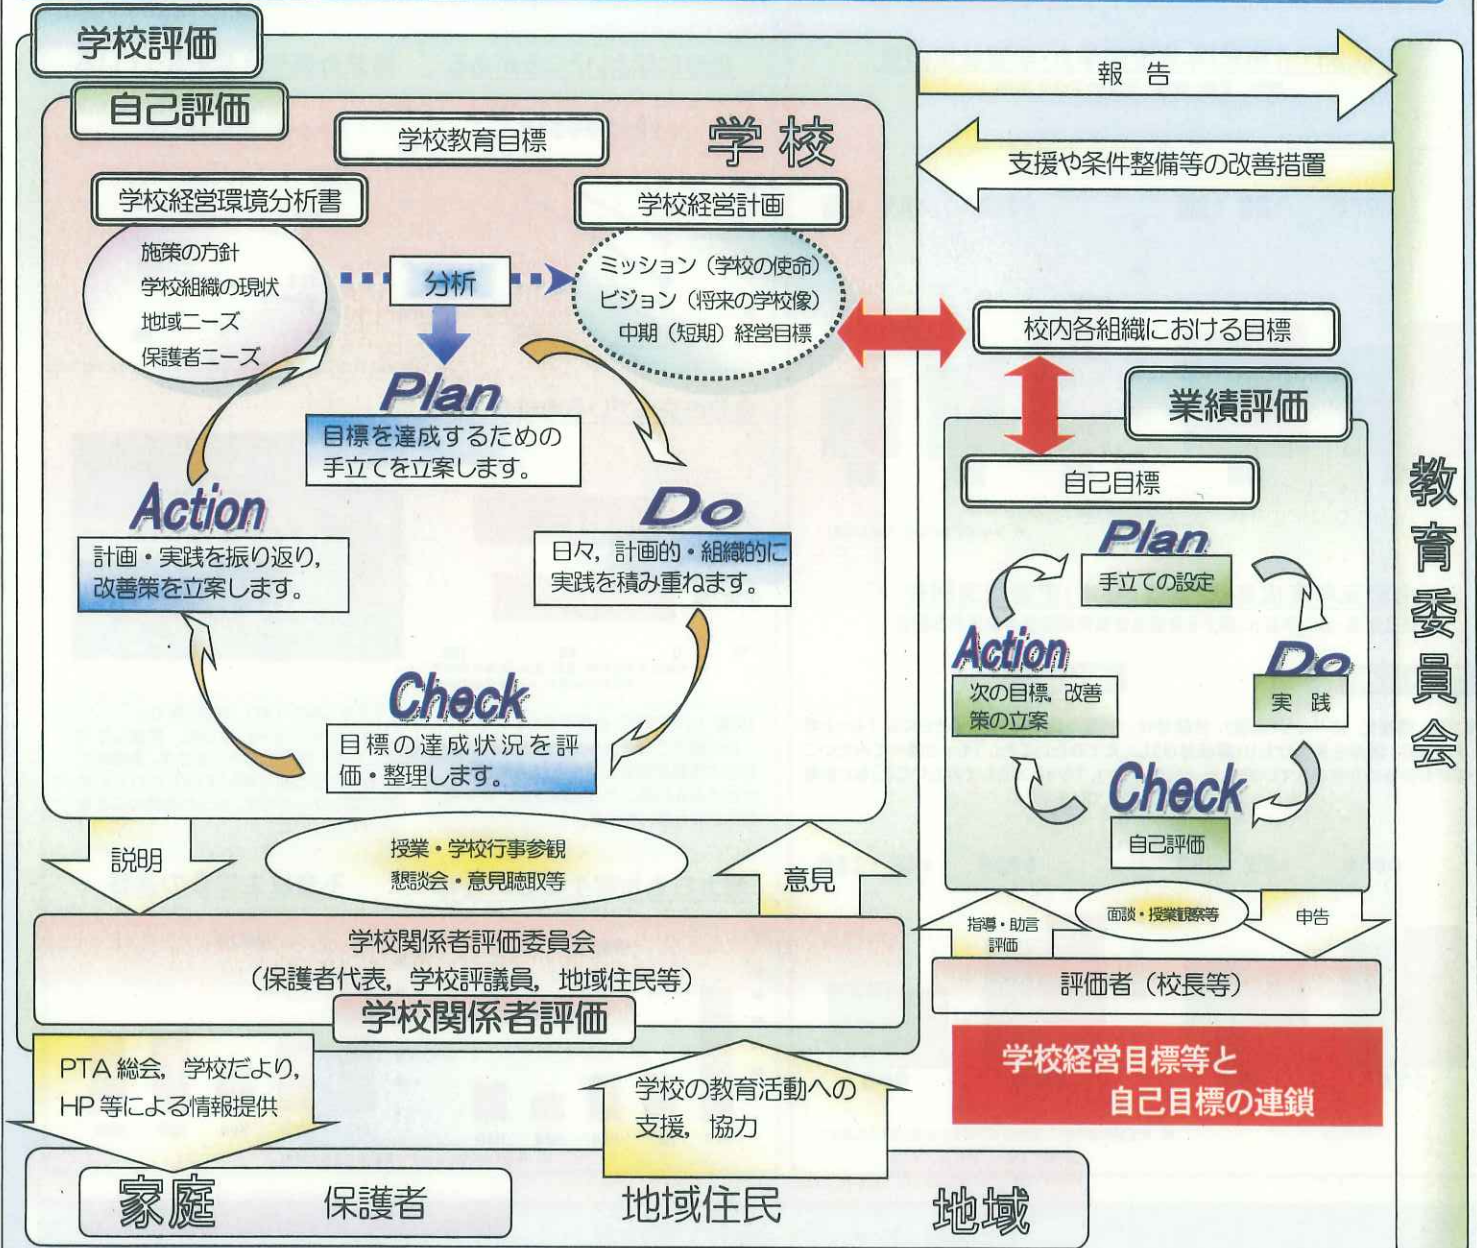 学校評価
自己評価
学校教育目標
学校
学校経営環境分析書
学校経営計画
施策の方針
学校組織の現状
地域ニーズ
保護者ニーズ
分析
ミッション（学校の使命）
ビジョン（将来の学校像）
中期（短期）経営目標
Plan
目標を達成するための
手立てを立案します。
Do
日々，計画的・組織的に
実践を積み重ねます。
Check
目標の達成状況を評
価・整理します。
Action
計画・実践を振り返り，
改善策を立案します。
報 告
支援や条件整備等の改善措置
校内各組織における目標
業績評価
自己目標
Plan
手立ての設定
Do
実 践
Check
自己評価
Action
次の目標，改善
策の立案
教育委員会
説明
授業・学校行事参観
懇談会・意見聴取等
意見
学校関係者評価委員会
（保護者代表，学校評議員，地域住民等）
学校関係者評価
指導・助言
評価
面談・授業観察等
申告
評価者（校長等）
学校経営目標等と
自己目標の連鎖
PTA 総会，学校だより，
HP 等による情報提供
学校の教育活動への
支援，協力
家庭
保護者
地域住民
地域